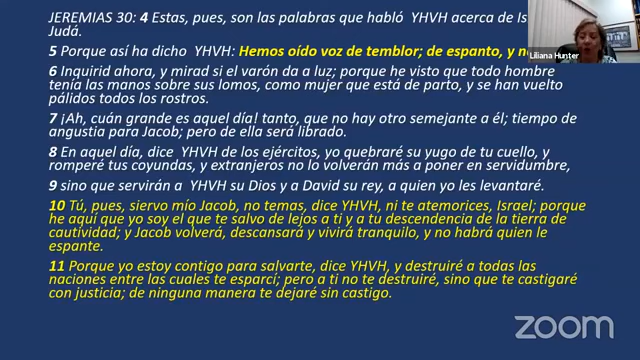 JEREMIAS 30: 4 Estas, pues, son las palabras que habló YHVH acerca de Is
Judá.
5 Porque así ha dicho YHVH: Hemos oído voz de temblor; de espanto, y n
Liliana Hunter
6 Inquirid ahora, y mirad si el varón da a luz; porque he visto que todo hombre
tenía las manos sobre sus lomos, como mujer que está de parto, y se han vuelto
pálidos todos los rostros.
7 ¡Ah, cuán grande es aquel día! tanto, que no hay otro semejante a él; tiempo de
angustia para Jacob; pero de ella será librado.
8 En aquel día, dice YHVH de los ejércitos, yo quebraré su yugo de tu cuello, y
romperé tus coyundas, y extranjeros no lo volverán más a poner en servidumbre,
9 sino que servirán a YHVH su Dios y a David su rey, a quien yo les levantaré.
10 Tú, pues, siervo mío Jacob, no temas, dice YHVH, ni te atemorices, Israel; porque
he aquí que yo soy el que te salvo de lejos a ti y a tu descendencia de la tierra de
cautividad; y Jacob volverá, descansará y vivirá tranquilo, y no habrá quien le
espante.
11 Porque yo estoy contigo para salvarte, dice YHVH, y destruiré a todas las
naciones entre las cuales te esparcí; pero a ti no te destruiré, sino que te castigaré
con justicia; de ninguna manera te dejaré sin castigo.
zoom